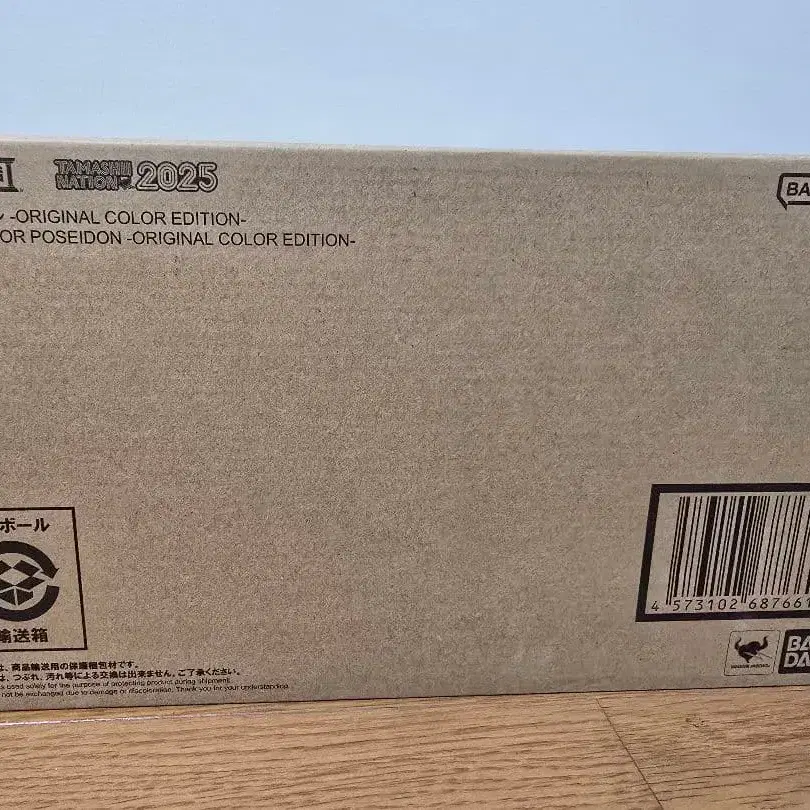 TAMASHII NATION 2025
-ORIGINAL COLOR EDITION-
OR POSEIDON -ORIGINAL COLOR EDITION-
BA
ボール
輸送箱
4 573102 68766
は、商品輸送用の保護梱包材です。
は、つぶれ、汚れ等による交換は出来ません。ご了承ください。
is used solely for the purpose of protecting product during shipment.
not be exchanged due to damage or discoloration. Thank you for your understanding.
BA
DA